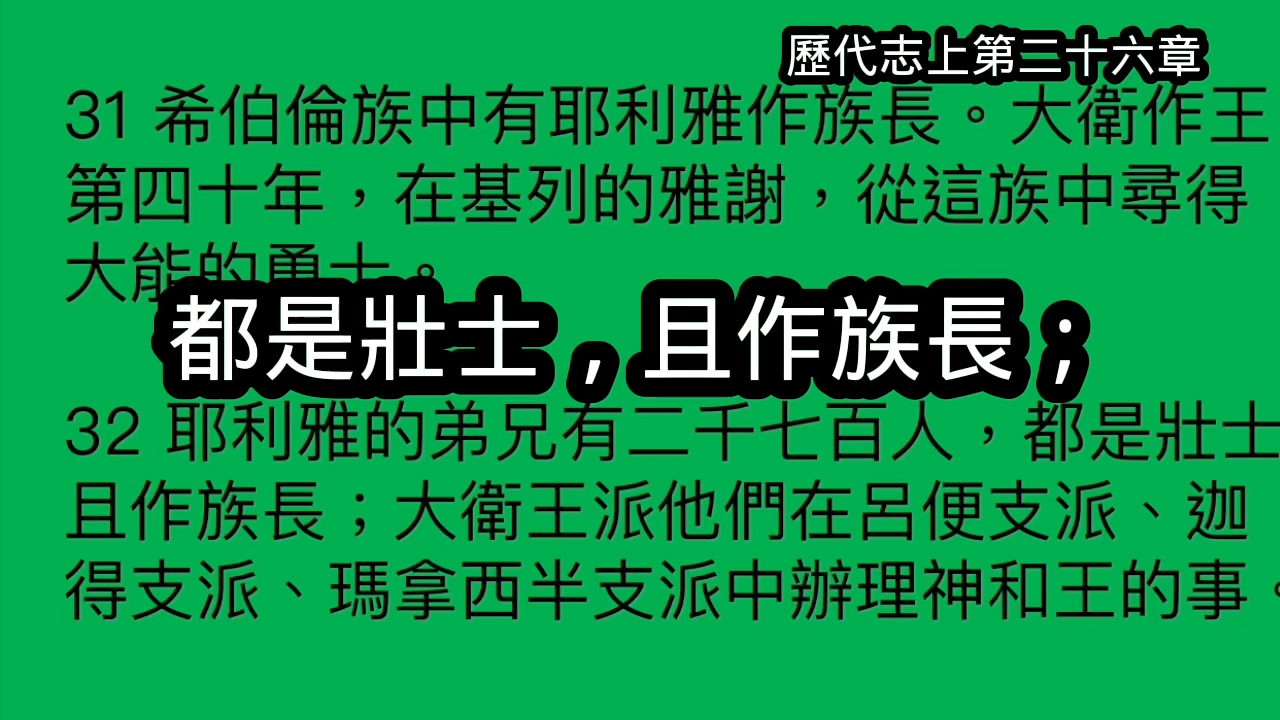 歷代志上第二十六章
31 希伯倫族中有耶利雅作族長。大衛作王
第四十年，在基列的雅謝，從這族中尋得
大能的勇士。
都是壯士,且作族長;
32 耶利雅的弟兄有二千七百人，都是壯士
且作族長；大衛王派他們在呂便支派、迦
得支派、瑪拿西半支派中辦理神和王的事。